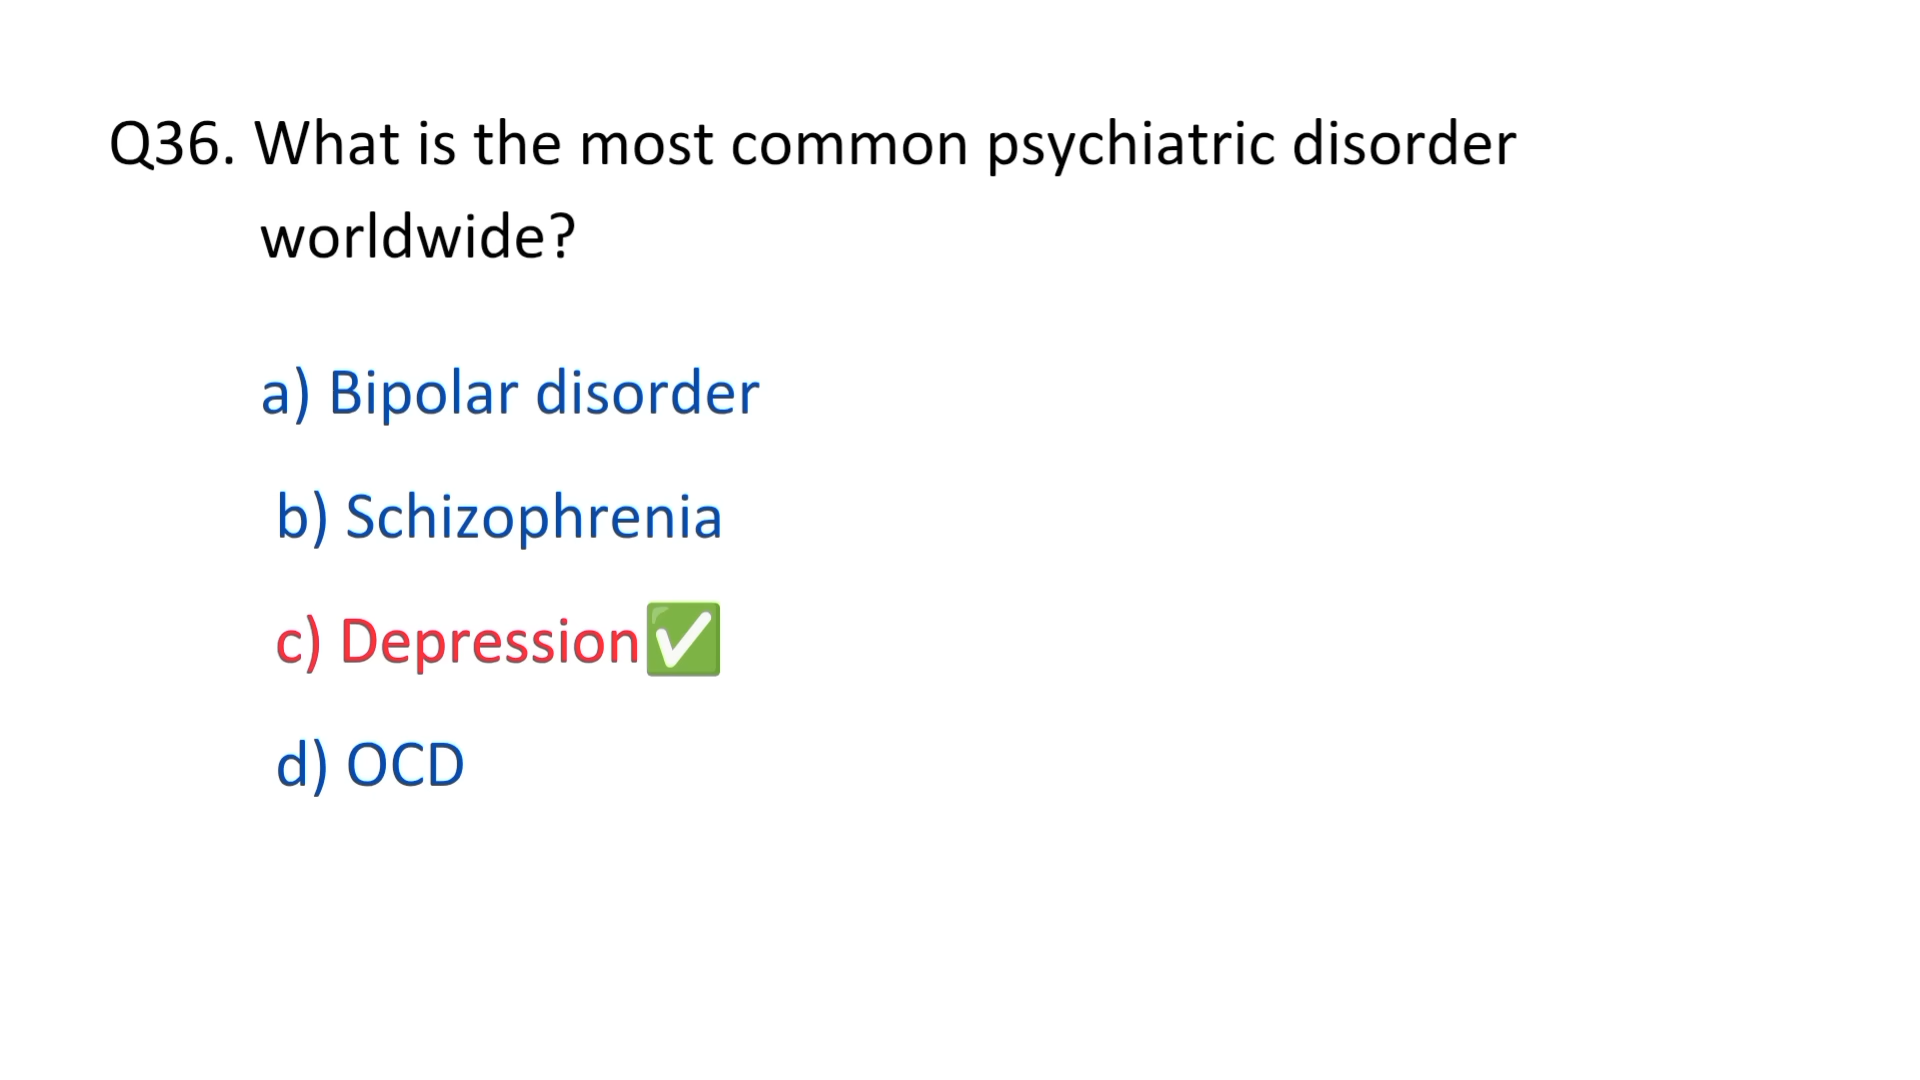 Q36. What is the most common psychiatric disorder
worldwide?
a) Bipolar disorder
b) Schizophrenia
c) Depression✅
d) OCD